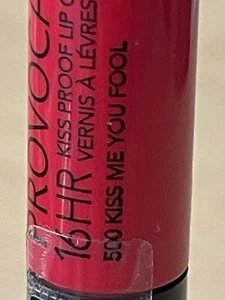 PROVOCA
16HR KISS PROOF LIP
VERNIS À LÈVRES
500 KISS ME YOU FOOL